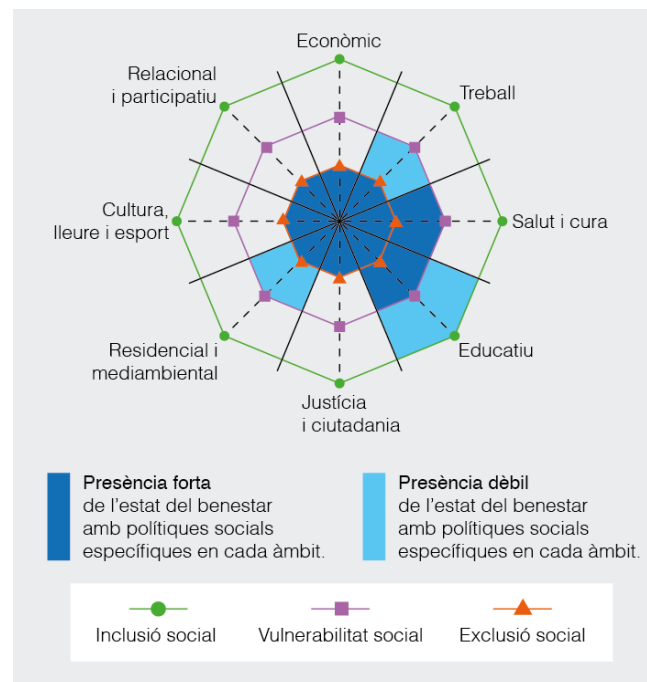 Econòmic
Relacional
i participatiu
Treball
Cultura,
lleure i esport
Salut i cura
Residencial i
mediambiental
Educatiu
Justícia
i ciutadania
Presència forta
de l'estat del benestar
amb polítiques socials
específiques en cada àmbit.
Presència dèbil
de l'estat del benestar
amb polítiques socials
específiques en cada àmbit.
Inclusió social
Vulnerabilitat social
Exclusió social